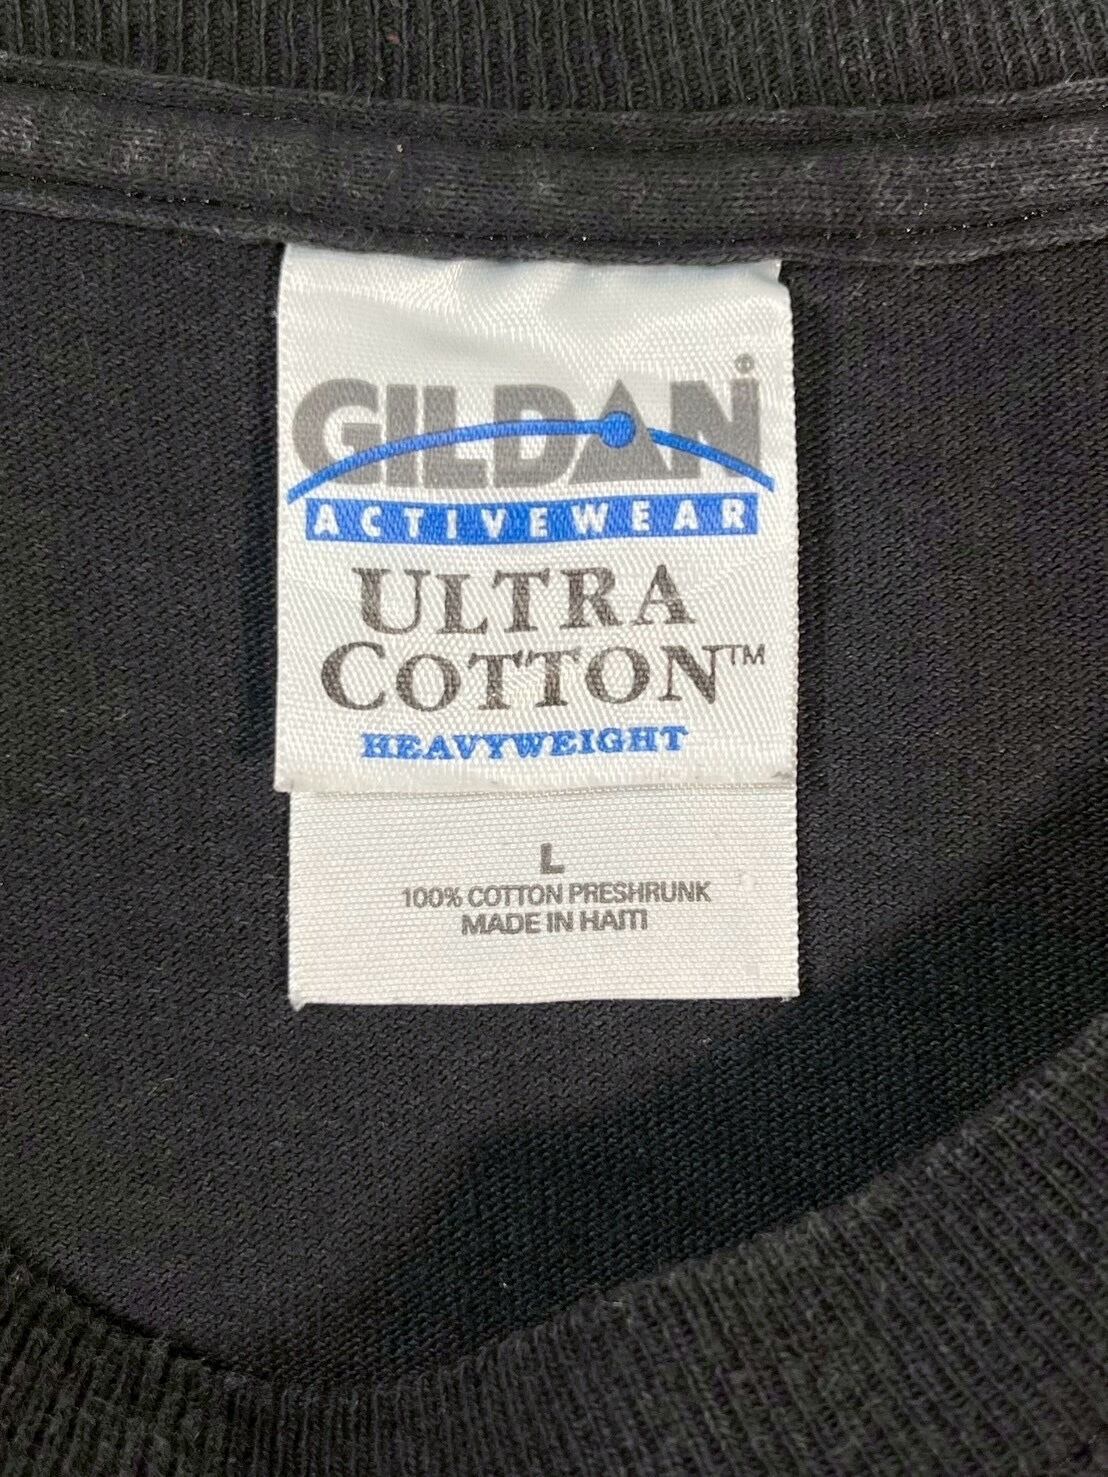 GILDAN®
ACTIVEWEAR
ULTRA
COTTON™
HEAVYWEIGHT
L
100% COTTON PRESHRUNK
MADE IN HAITI